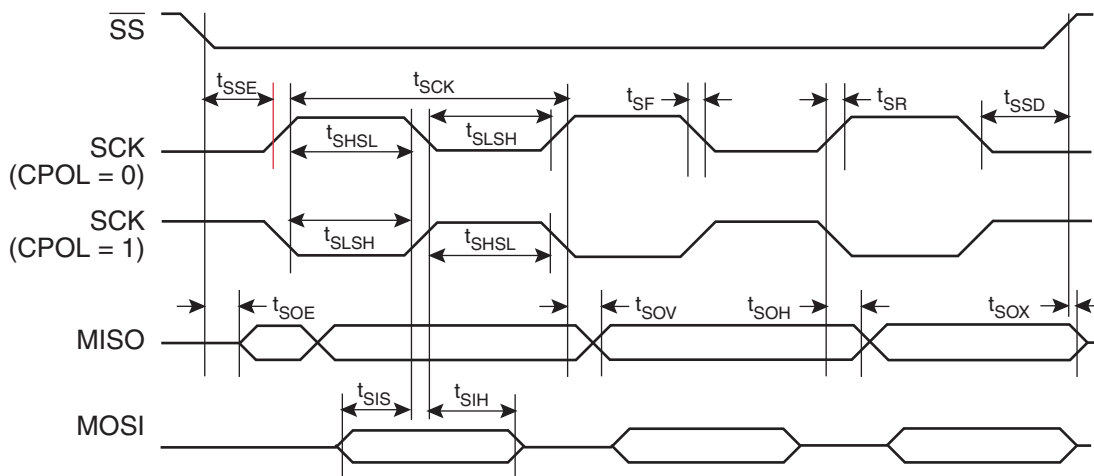 SS
tSSE
tSCK
tSF
tSR
tSSD
SCK
(CPOL = 0)
tSHSL
tSLSH
SCK
(CPOL = 1)
tSLSH
tSHSL
tSOE
tSOV
tSOH
tSOX
MISO
tSIS
tSIH
MOSI